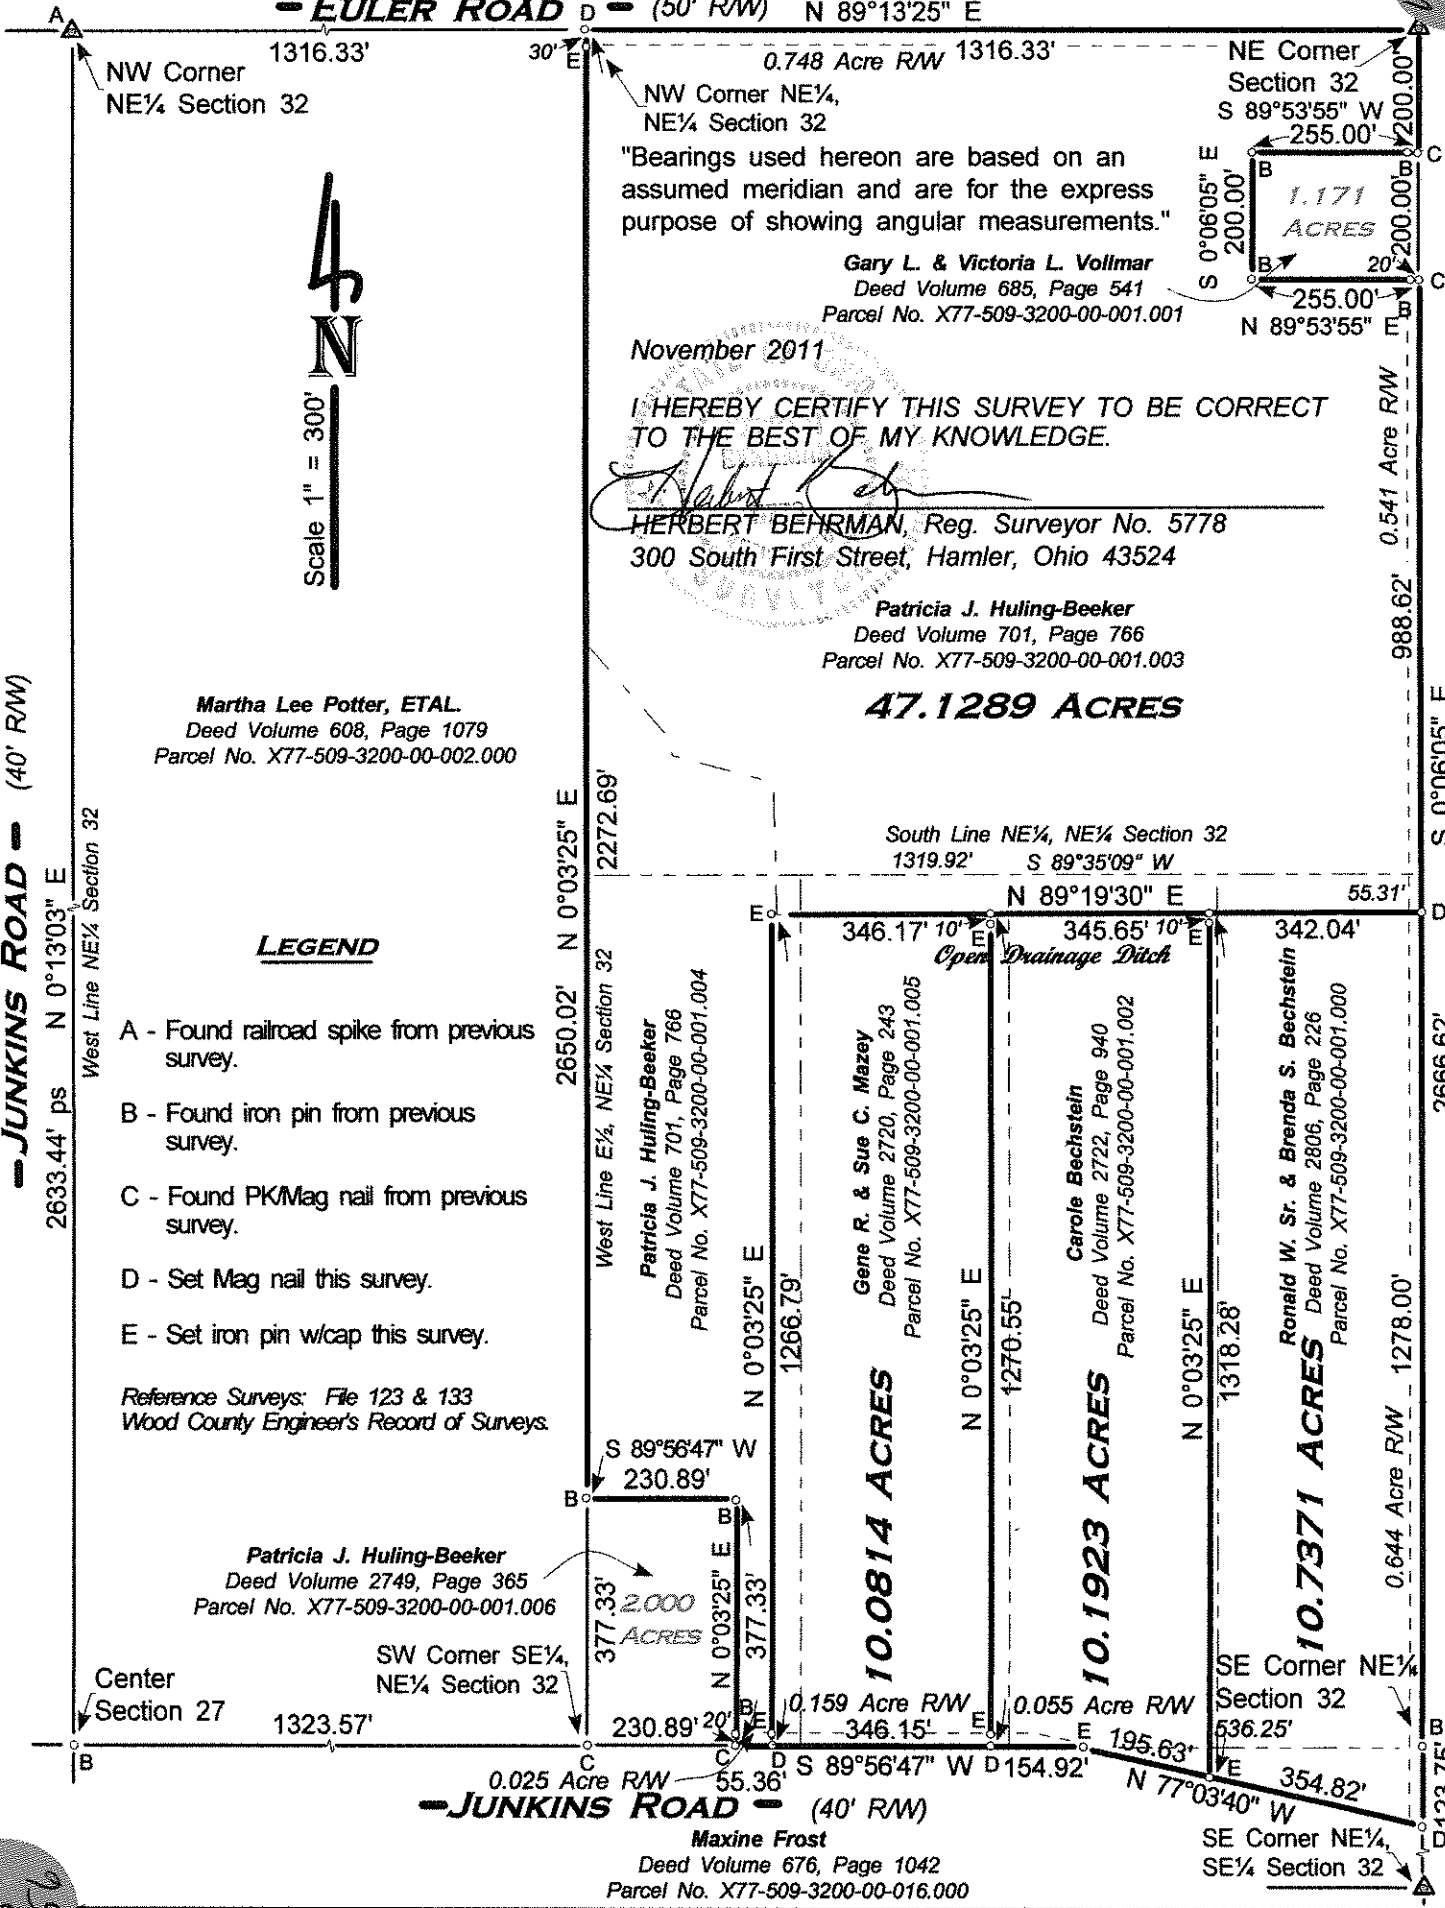 EULER ROAD (50' R/W) N 89°13'25" E
A
D
1316.33'
30'
E
0.748 Acre R/W
1316.33'
NW Corner
NE¼ Section 32
NW Corner NE¼,
NE¼ Section 32
NE Corner
Section 32
S 89°53'55" W
255.00'
200.00'
C
B
B
S 0°06'05" E
200.00'
1.171
ACRES
200.00'
B
20'
C
255.00'
B
N 89°53'55" E
"Bearings used hereon are based on an
assumed meridian and are for the express
purpose of showing angular measurements."
Gary L. & Victoria L. Vollmar
Deed Volume 685, Page 541
Parcel No. X77-509-3200-00-001.001
N
Scale 1" = 300'
November 2011
I HEREBY CERTIFY THIS SURVEY TO BE CORRECT
TO THE BEST OF MY KNOWLEDGE.
HERBERT BEHRMAN, Reg. Surveyor No. 5778
300 South First Street, Hamler, Ohio 43524
0.541 Acre R/W
988.62'
Patricia J. Huling-Beeker
Deed Volume 701, Page 766
Parcel No. X77-509-3200-00-001.003
47.1289 ACRES
Martha Lee Potter, ETAL.
Deed Volume 608, Page 1079
Parcel No. X77-509-3200-00-002.000
JUNKINS ROAD (40' R/W)
2633.44' ps N 0°13'03" E
West Line NE¼ Section 32
2650.02' N 0°03'25" E
2272.69'
West Line E½, NE¼ Section 32
S 0°06'05" E
2666.62'
South Line NE¼, NE¼ Section 32
1319.92' S 89°35'09" W
N 89°19'30" E
55.31'
E
D
346.17'
10'
E
345.65'
10'
E
342.04'
Open Drainage Ditch
LEGEND
A - Found railroad spike from previous
survey.
B - Found iron pin from previous
survey.
C - Found PK/Mag nail from previous
survey.
D - Set Mag nail this survey.
E - Set iron pin w/cap this survey.
Reference Surveys: File 123 & 133
Wood County Engineer's Record of Surveys.
Patricia J. Huling-Beeker
Deed Volume 701, Page 766
Parcel No. X77-509-3200-00-001.004
N 0°03'25" E
1266.79'
Gene R. & Sue C. Mazey
Deed Volume 2720, Page 243
Parcel No. X77-509-3200-00-001.005
10.0814 ACRES
N 0°03'25" E
1270.55'
Carole Bechstein
Deed Volume 2722, Page 940
Parcel No. X77-509-3200-00-001.002
10.1923 ACRES
N 0°03'25" E
1318.28'
Ronald W. Sr. & Brenda S. Bechstein
Deed Volume 2806, Page 226
Parcel No. X77-509-3200-00-001.000
10.7371 ACRES
0.644 Acre R/W
1278.00'
S 89°56'47" W
230.89'
B
B
Patricia J. Huling-Beeker
Deed Volume 2749, Page 365
Parcel No. X77-509-3200-00-001.006
377.33'
2.000
ACRES
N 0°03'25" E
377.33'
SW Corner SE¼,
NE¼ Section 32
Center
Section 27
SE Corner NE¼
Section 32
0.159 Acre R/W
0.055 Acre R/W
1323.57'
230.89'
20'
B
E
346.15'
E
E
536.25'
B
B
C
C
D
S 89°56'47" W
D
154.92'
195.63'
E
354.82'
N 77°03'40" W
123.75'
D
0.025 Acre R/W
55.36'
JUNKINS ROAD (40' R/W)
Maxine Frost
Deed Volume 676, Page 1042
Parcel No. X77-509-3200-00-016.000
SE Corner NE¼,
SE¼ Section 32